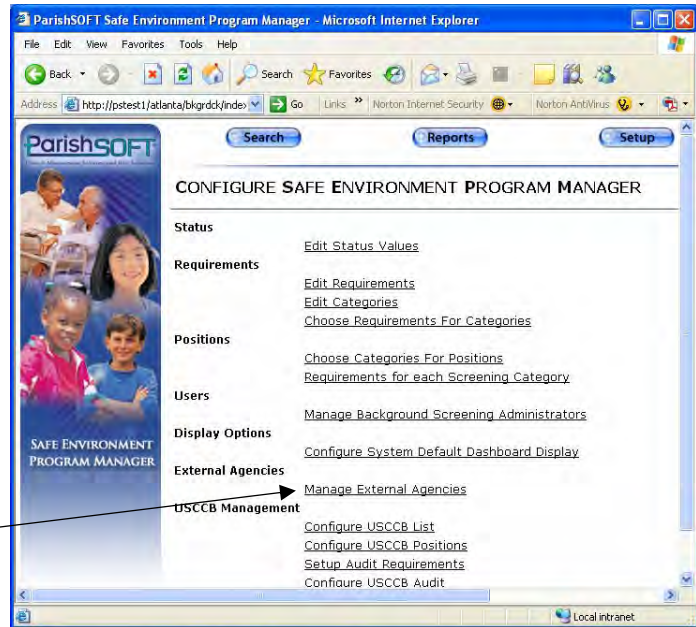 ParishSOFT Safe Environment Program Manager - Microsoft Internet Explorer
File Edit View Favorites Tools Help
Back Search Favorites
Address http://pstest1/atlanta/bkgrdck/index Go Links » Norton Internet Security Norton AntiVirus
ParishSOFT
Search Reports Setup
CONFIGURE SAFE ENVIRONMENT PROGRAM MANAGER
Status
Edit Status Values
Requirements
Edit Requirements
Edit Categories
Choose Requirements For Categories
Positions
Choose Categories For Positions
Requirements for each Screening Category
Users
Manage Background Screening Administrators
Display Options
Configure System Default Dashboard Display
External Agencies
Manage External Agencies
USCCB Management
Configure USCCB List
Configure USCCB Positions
Setup Audit Requirements
Configure USCCB Audit
SAFE ENVIRONMENT
PROGRAM MANAGER
Local intranet